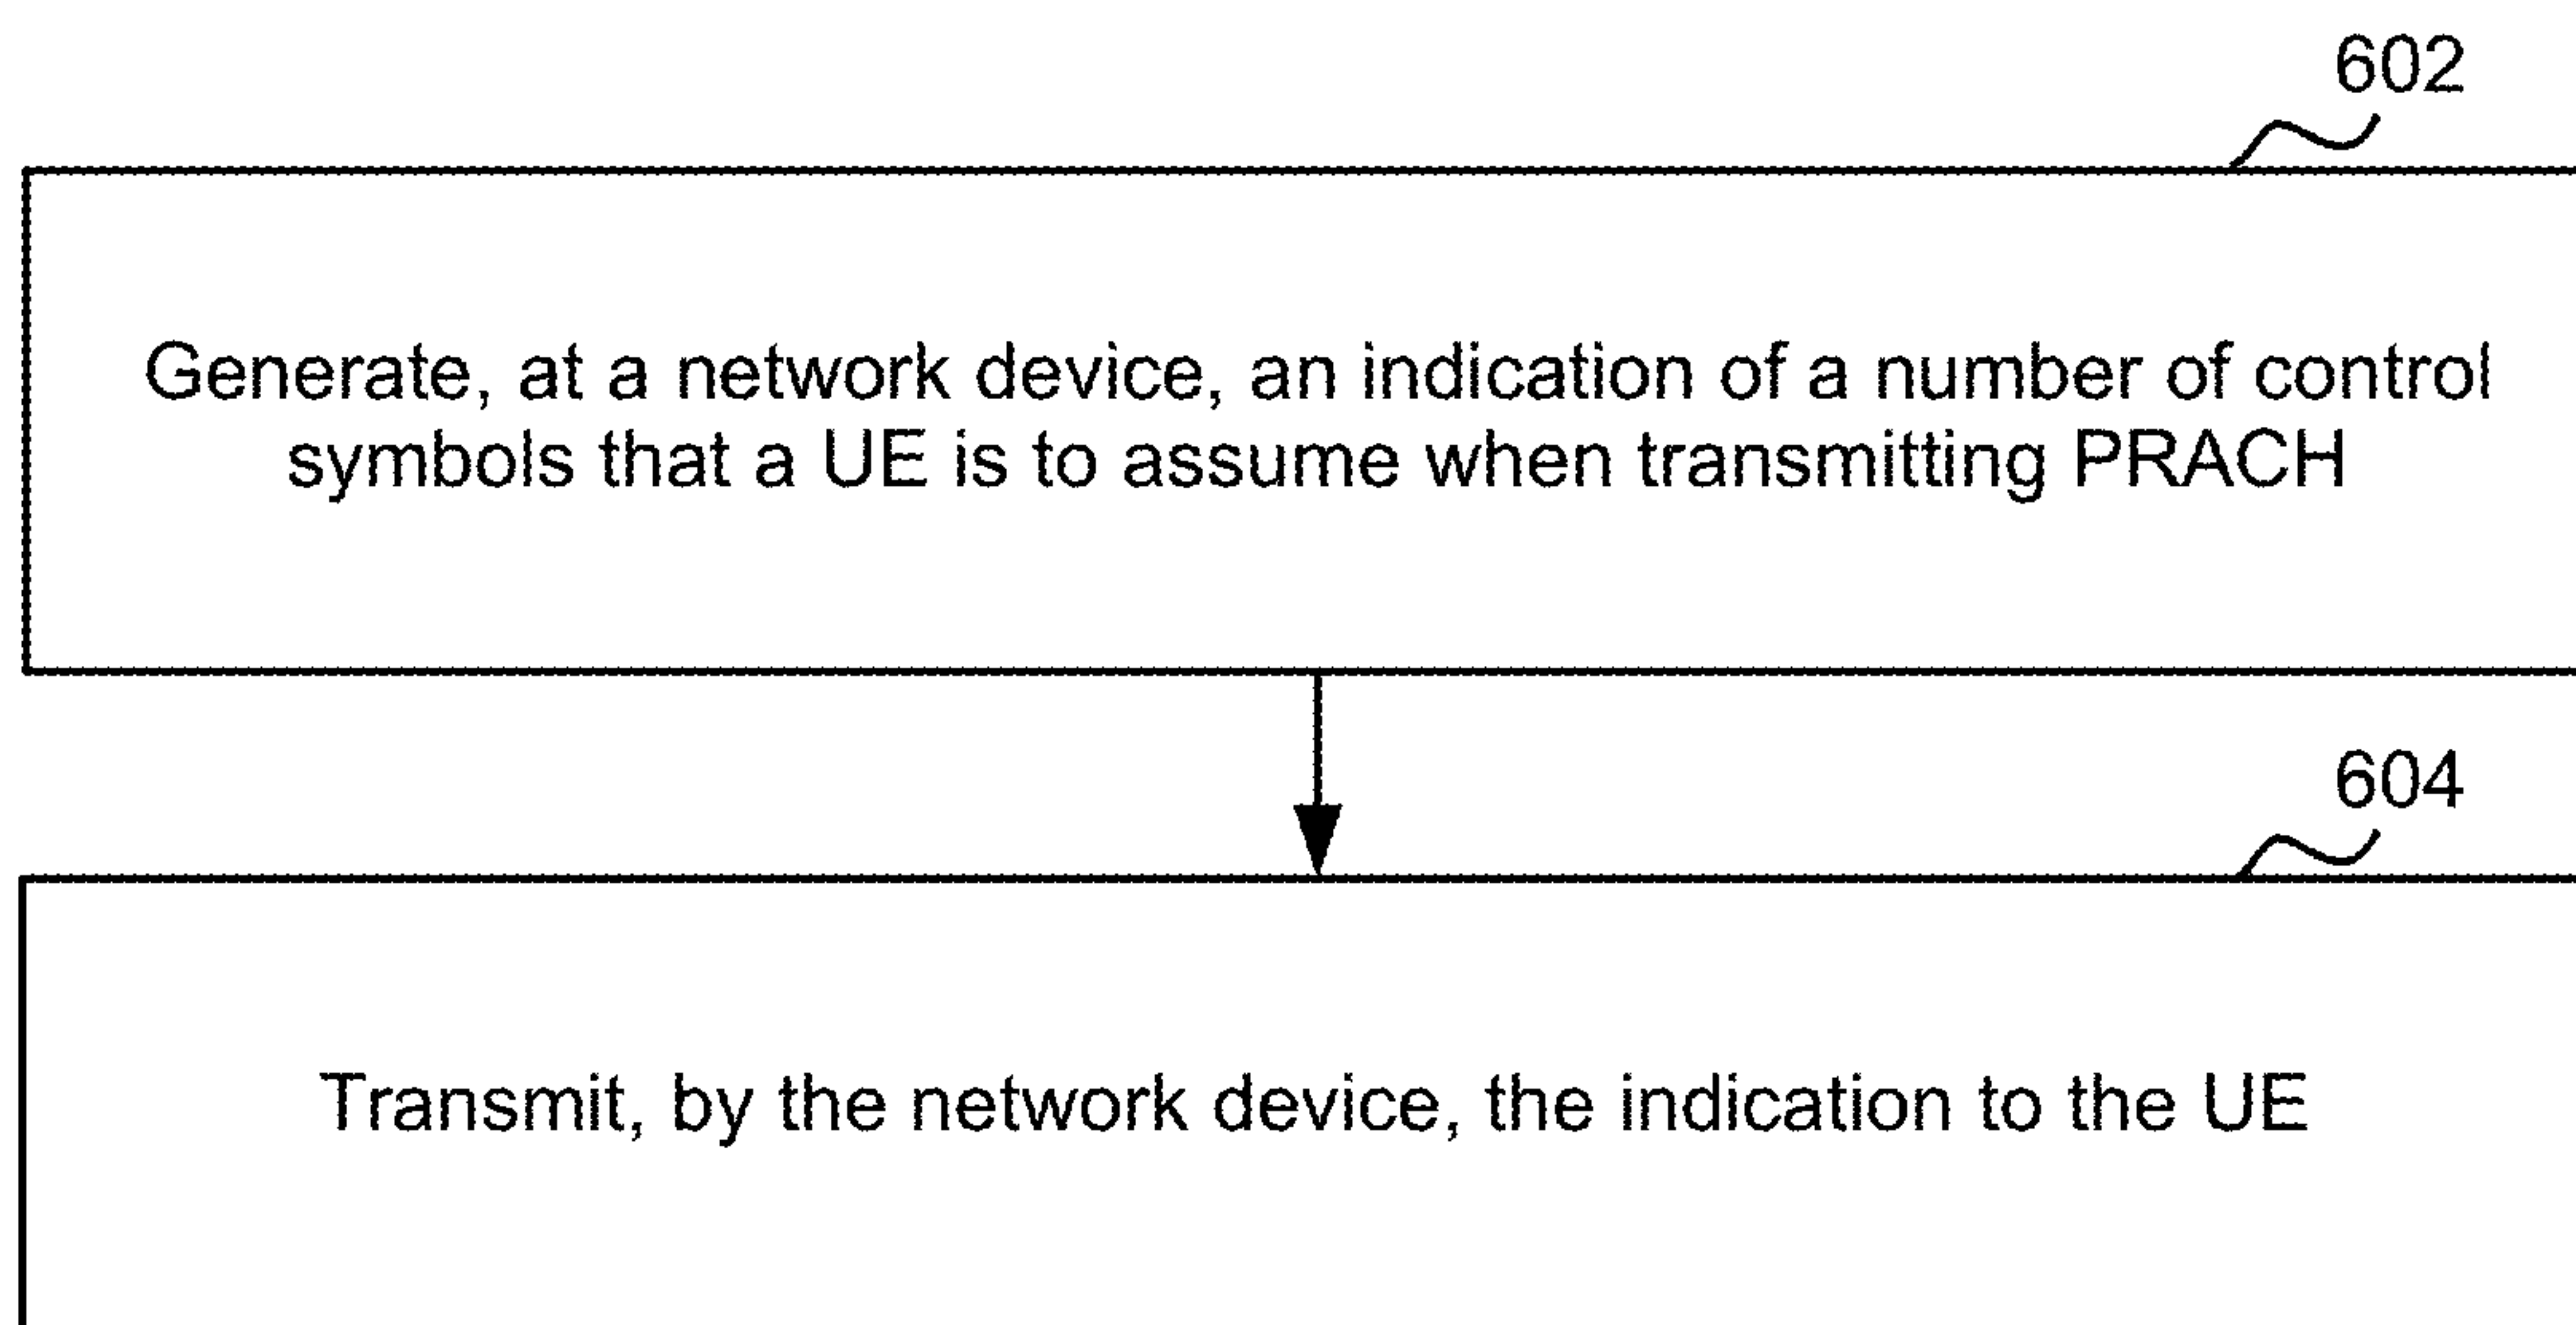 602
Generate, at a network device, an indication of a number of control
symbols that a UE is to assume when transmitting PRACH
604
Transmit, by the network device, the indication to the UE